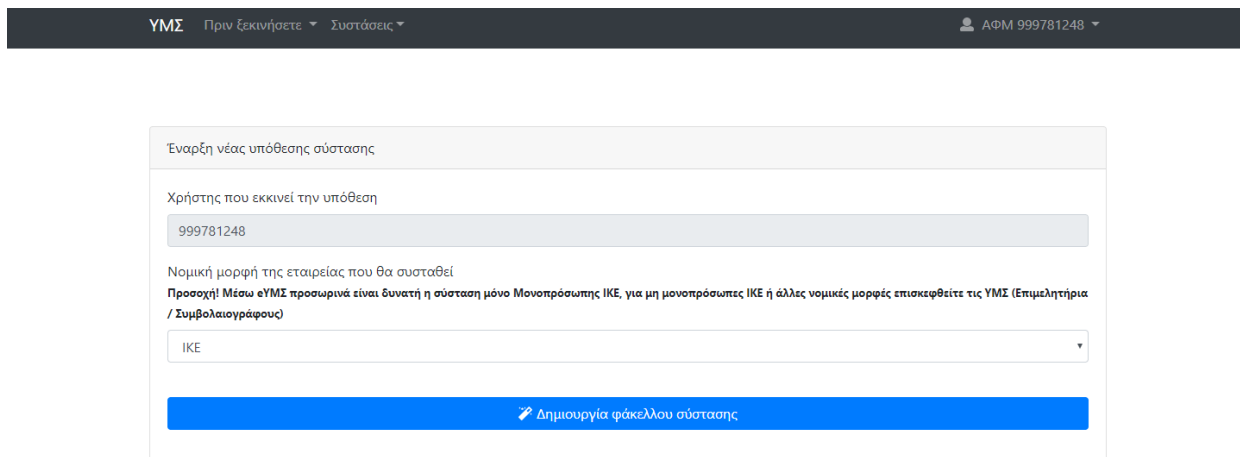 ΥΜΣ Πριν ξεκινήσετε Συστάσεις ΑΦΜ 999781248
Έναρξη νέας υπόθεσης σύστασης
Χρήστης που εκκινεί την υπόθεση
999781248
Νομική μορφή της εταιρείας που θα συσταθεί
Προσοχή! Μέσω eΥΜΣ προσωρινά είναι δυνατή η σύσταση μόνο Μονοπρόσωπης ΙΚΕ, για μη μονοπρόσωπες ΙΚΕ ή άλλες νομικές μορφές επισκεφθείτε τις ΥΜΣ (Επιμελητήρια
/ Συμβολαιογράφους)
ΙΚΕ
Δημιουργία φάκελλου σύστασης